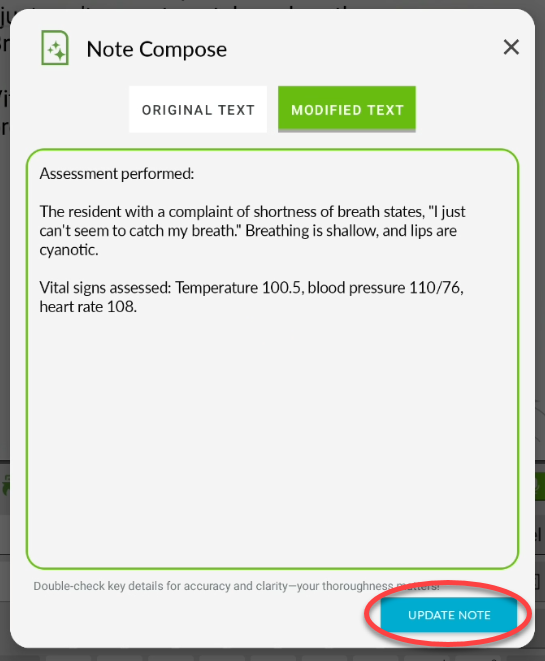 Note Compose
ORIGINAL TEXT
MODIFIED TEXT
Assessment performed:
The resident with a complaint of shortness of breath states, "I just
can't seem to catch my breath." Breathing is shallow, and lips are
cyanotic.
Vital signs assessed: Temperature 100.5, blood pressure 110/76,
heart rate 108.
Double-check key details for accuracy and clarity—your thoroughness matters!
UPDATE NOTE